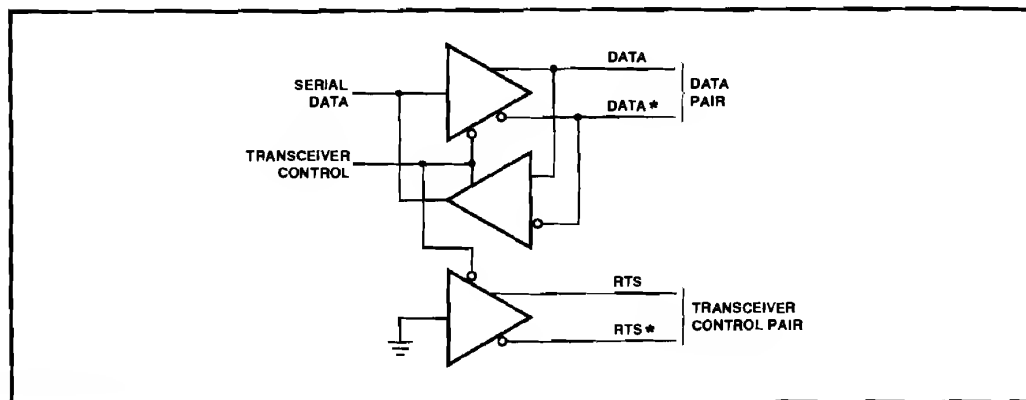 SERIAL
DATA
TRANSCEIVER
CONTROL
DATA
DATA*
DATA
PAIR
RTS
RTS*
TRANSCEIVER
CONTROL PAIR